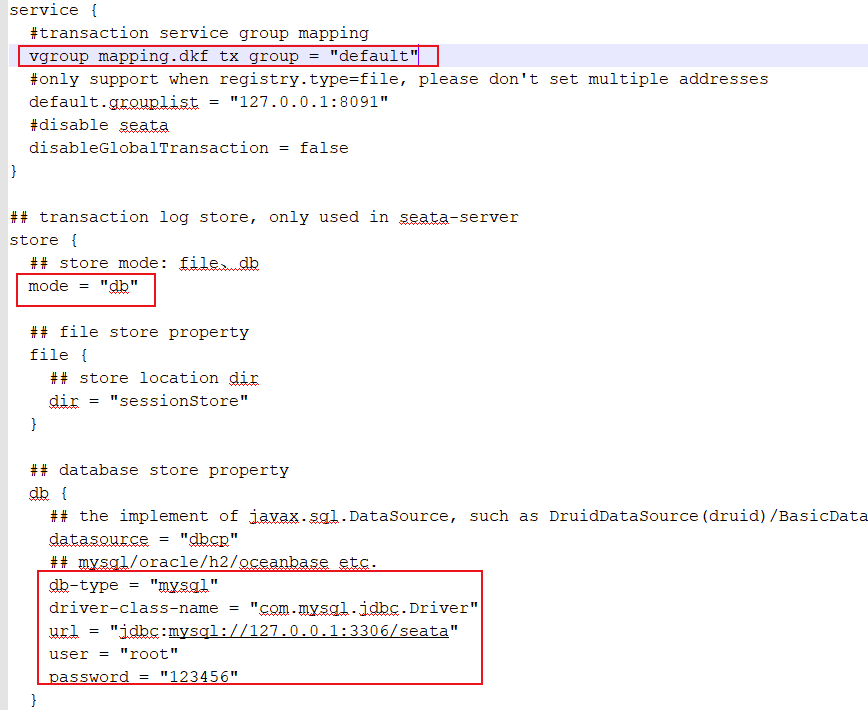 service {
  #transaction service group mapping
  vgroup mapping.dkf tx group = "default"
  #only support when registry.type=file, please don't set multiple addresses
  default.grouplist = "127.0.0.1:8091"
  #disable seata
  disableGlobalTransaction = false
}
## transaction log store, only used in seata-server
store {
  ## store mode: file、db
  mode = "db"
  ## file store property
  file {
    ## store location dir
    dir = "sessionStore"
  }
  ## database store property
  db {
    ## the implement of javax.sql.DataSource, such as DruidDataSource(druid)/BasicData
    datasource = "dbcp"
    ## mysql/oracle/h2/oceanbase etc.
    db-type = "mysql"
    driver-class-name = "com.mysql.jdbc.Driver"
    url = "jdbc:mysql://127.0.0.1:3306/seata"
    user = "root"
    password = "123456"
  }